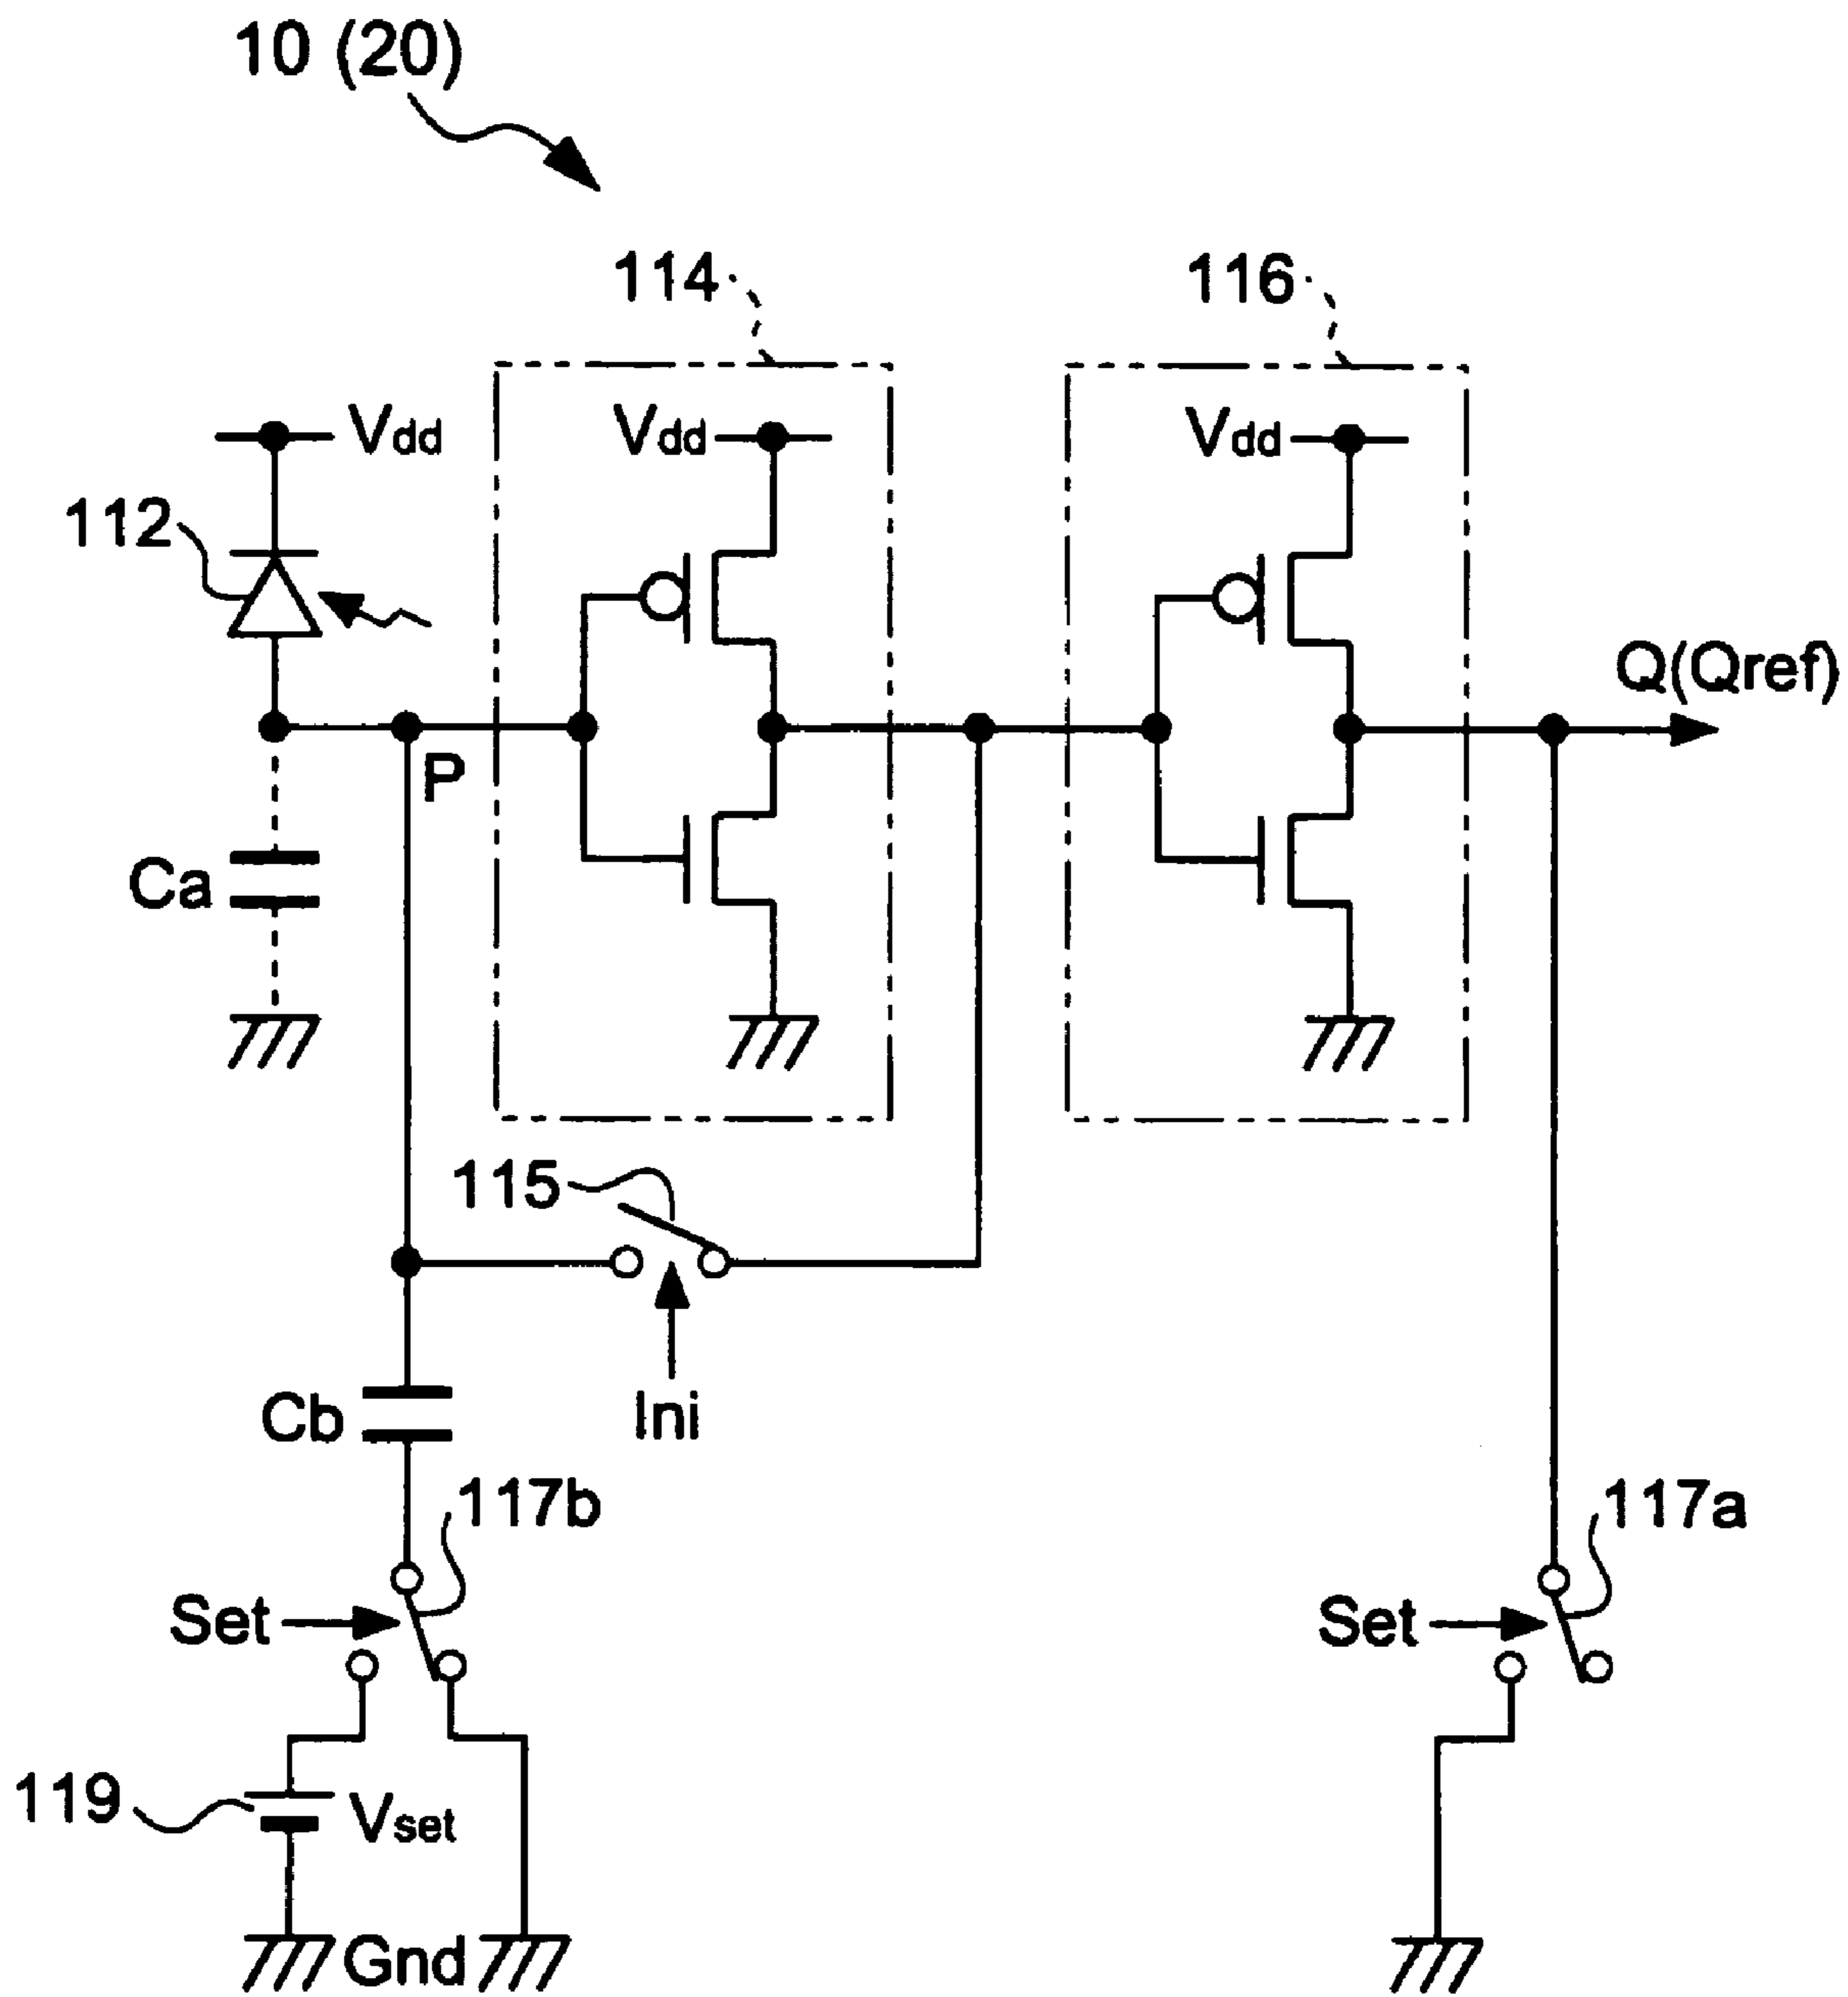 10 (20)
114
116
Vdd
Vdd
Vdd
112
Q(Qref)
P
Ca
115
Ini
Cb
117b
117a
Set
Set
119
Vset
Gnd